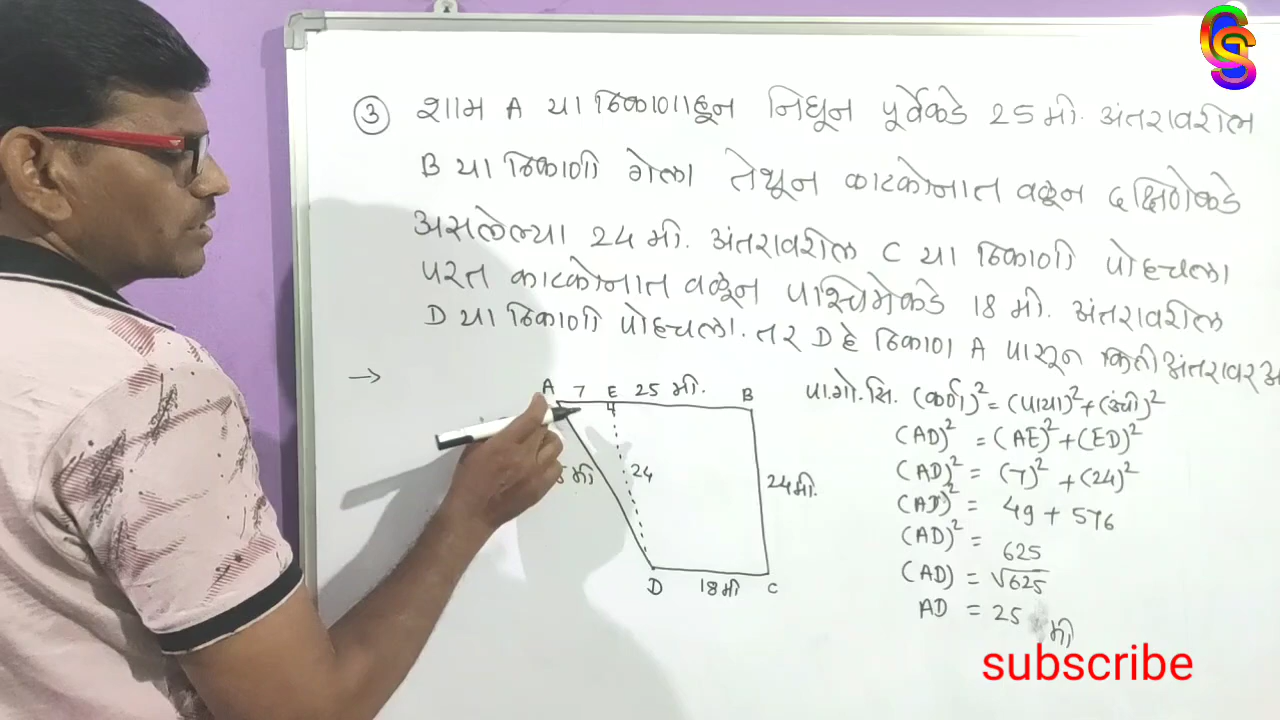 ③ शाम A या ठिकाणाहून निघून पूर्वेकडे 25 मी. अंतरावरील
B या ठिकाणी गेला तेथून काटकोनात वळून दक्षिणेकडे
असलेल्या 24 मी. अंतरावरील C या ठिकाणी पोहचला
परत काटकोनात वळून पश्चिमेकडे 18 मी. अंतरावरील
D या ठिकाणी पोहचला. तर D हे ठिकाण A पासून किती अंतरावर
→
A 7 E 25 मी. B
24
24 मी.
मी
D 18 मी C
पा.गो.सि. (कर्ण)² = (पाया)² + (उंची)²
(AD)² = (AE)² + (ED)²
(AD)² = (7)² + (24)²
(AD)² = 49 + 576
(AD)² = 625
(AD) = √625
AD = 25 मी
subscribe